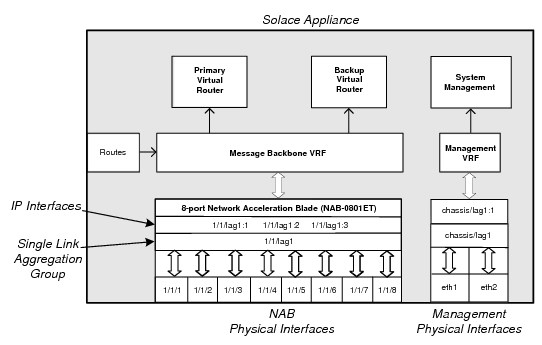 Solace Appliance
Primary
Virtual
Router
Backup
Virtual
Router
System
Management
Routes
Message Backbone VRF
Management
VRF
IP Interfaces
8-port Network Acceleration Blade (NAB-0801ET)
1/1/lag1:1 1/1/lag1:2 1/1/lag1:3
chassis/lag1:1
Single Link
Aggregation
Group
1/1/lag1
chassis/lag1
1/1/1 1/1/2 1/1/3 1/1/4 1/1/5 1/1/6 1/1/7 1/1/8
eth1 eth2
NAB
Physical Interfaces
Management
Physical Interfaces